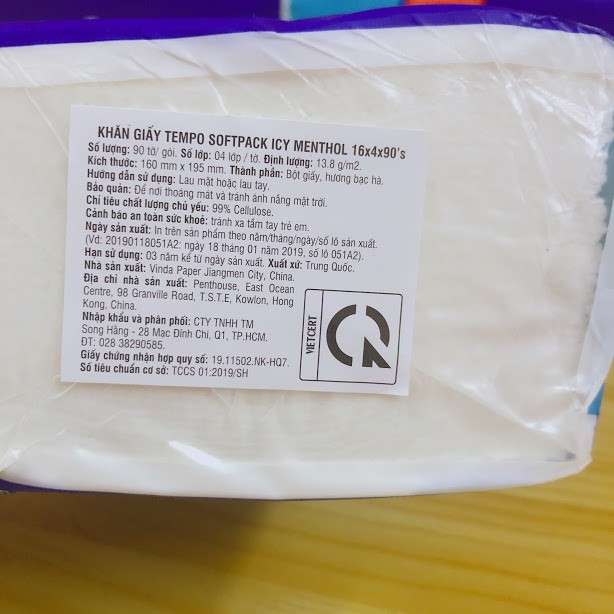 KHĂN GIẤY TEMPO SOFTPACK ICY MENTHOL 16x4x90's
Số lượng: 90 tờ/ gói. Số lớp: 04 lớp / tờ. Định lượng: 13.8 g/m2.
Kích thước: 160 mm x 195 mm. Thành phần: Bột giấy, hương bạc hà.
Hướng dẫn sử dụng: Lau mặt hoặc lau tay.
Bảo quản: Để nơi thoáng mát và tránh ánh nắng mặt trời.
Chỉ tiêu chất lượng chủ yếu: 99% Cellulose.
Cảnh báo an toàn sức khoẻ: tránh xa tầm tay trẻ em.
Ngày sản xuất: In trên sản phẩm theo năm/tháng/ngày/số lô sản xuất.
(Vd: 20190118051A2: ngày 18 tháng 01 năm 2019, số lô 051A2).
Hạn sử dụng: 03 năm kể từ ngày sản xuất. Xuất xứ: Trung Quốc.
Nhà sản xuất: Vinda Paper Jiangmen City, China.
Địa chỉ nhà sản xuất: Penthouse, East Ocean
Centre, 98 Granville Road, T.S.T.E, Kowlon, Hong
Kong, China.
Nhập khẩu và phân phối: CTY TNHH TM
Song Hằng - 28 Mạc Đĩnh Chi, Q1, TP.HCM.
ĐT: 028 38290585.
Giấy chứng nhận hợp quy số: 19.11502.NK-HQ7.
Số tiêu chuẩn cơ sở: TCCS 01:2019/SH
VIETCERT